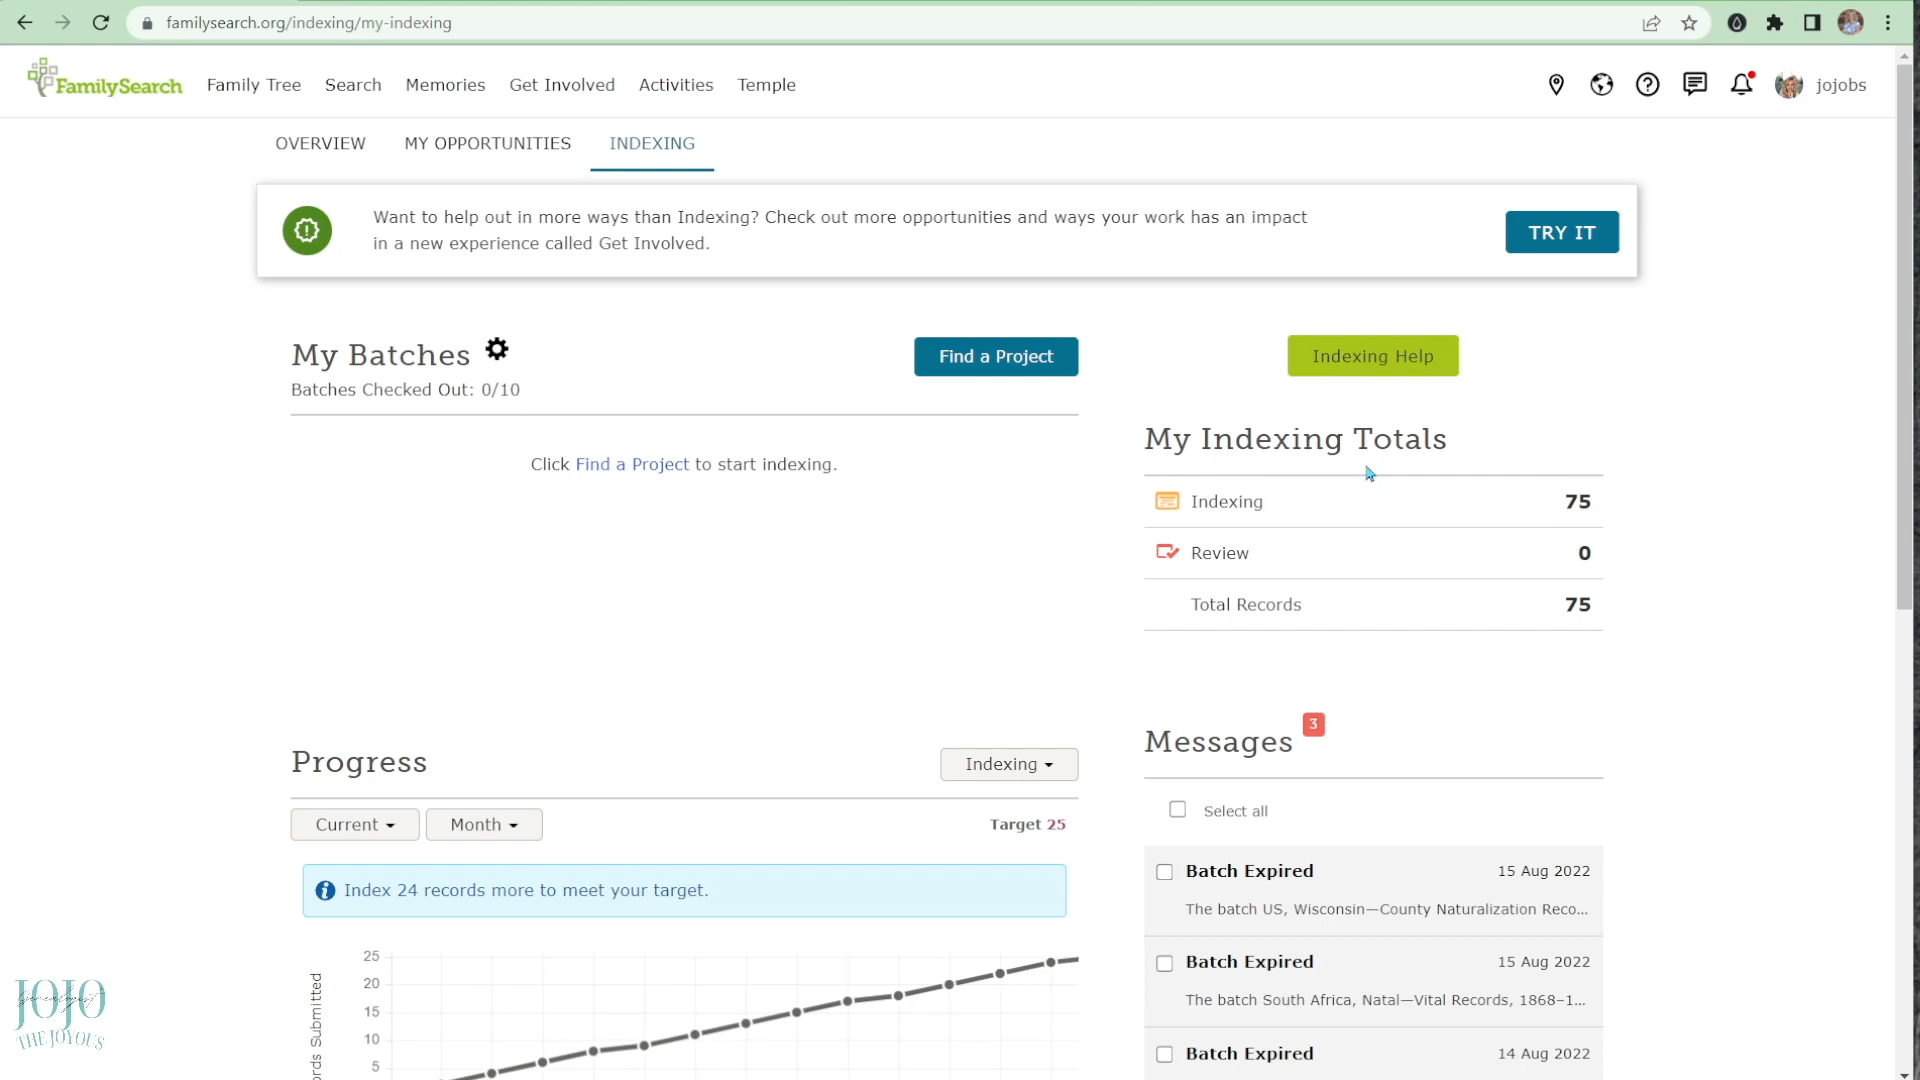 familysearch.org/indexing/my-indexing
FamilySearch
Family Tree
Search
Memories
Get Involved
Activities
Temple
jojobs
OVERVIEW
MY OPPORTUNITIES
INDEXING
Want to help out in more ways than Indexing? Check out more opportunities and ways your work has an impact
in a new experience called Get Involved.
TRY IT
My Batches
Find a Project
Batches Checked Out: 0/10
Click Find a Project to start indexing.
Indexing Help
My Indexing Totals
Indexing 75
Review 0
Total Records 75
Progress
Indexing
Current
Month
Target 25
Index 24 records more to meet your target.
25
20
15
10
5
ords Submitted
Messages 3
Select all
Batch Expired 15 Aug 2022
The batch US, Wisconsin—County Naturalization Reco...
Batch Expired 15 Aug 2022
The batch South Africa, Natal—Vital Records, 1868–1...
Batch Expired 14 Aug 2022
JOJO
Genealogist
THE JOYOUS